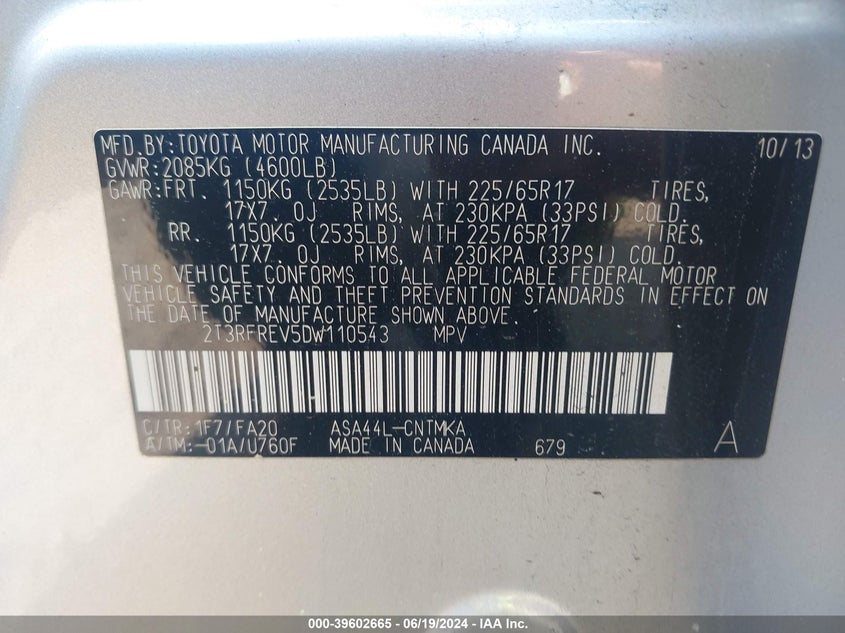 MFD.BY:TOYOTA MOTOR MANUFACTURING CANADA INC. 10/13
GVWR:2085KG (4600LB)
GAWR:FRT. 1150KG (2535LB) WITH 225/65R17 TIRES,
17X7.0J RIMS, AT 230KPA (33PSI) COLD.
RR. 1150KG (2535LB) WITH 225/65R17 TIRES,
17X7.0J RIMS, AT 230KPA (33PSI) COLD.
THIS VEHICLE CONFORMS TO ALL APPLICABLE FEDERAL MOTOR
VEHICLE SAFETY AND THEFT PREVENTION STANDARDS IN EFFECT ON
THE DATE OF MANUFACTURE SHOWN ABOVE.
2T3RFREV5DW110543 MPV
C/TR:1F7/FA20 ASA44L-CNTMKA
A/TM:-01A/U760F MADE IN CANADA 679 A
000-39602665 - 06/19/2024 - IAA Inc.